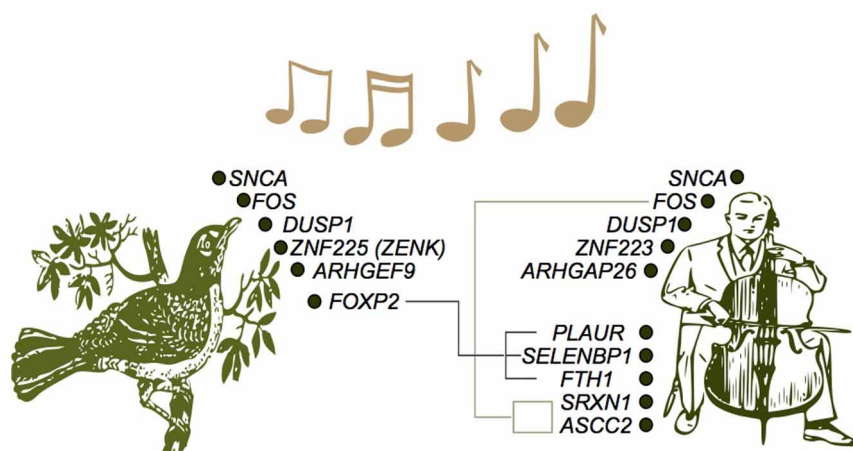 SNCA
FOS
DUSP1
ZNF225 (ZENK)
ARHGEF9
FOXP2
SNCA
FOS
DUSP1
ZNF223
ARHGAP26
PLAUR
SELENBP1
FTH1
SRXN1
ASCC2